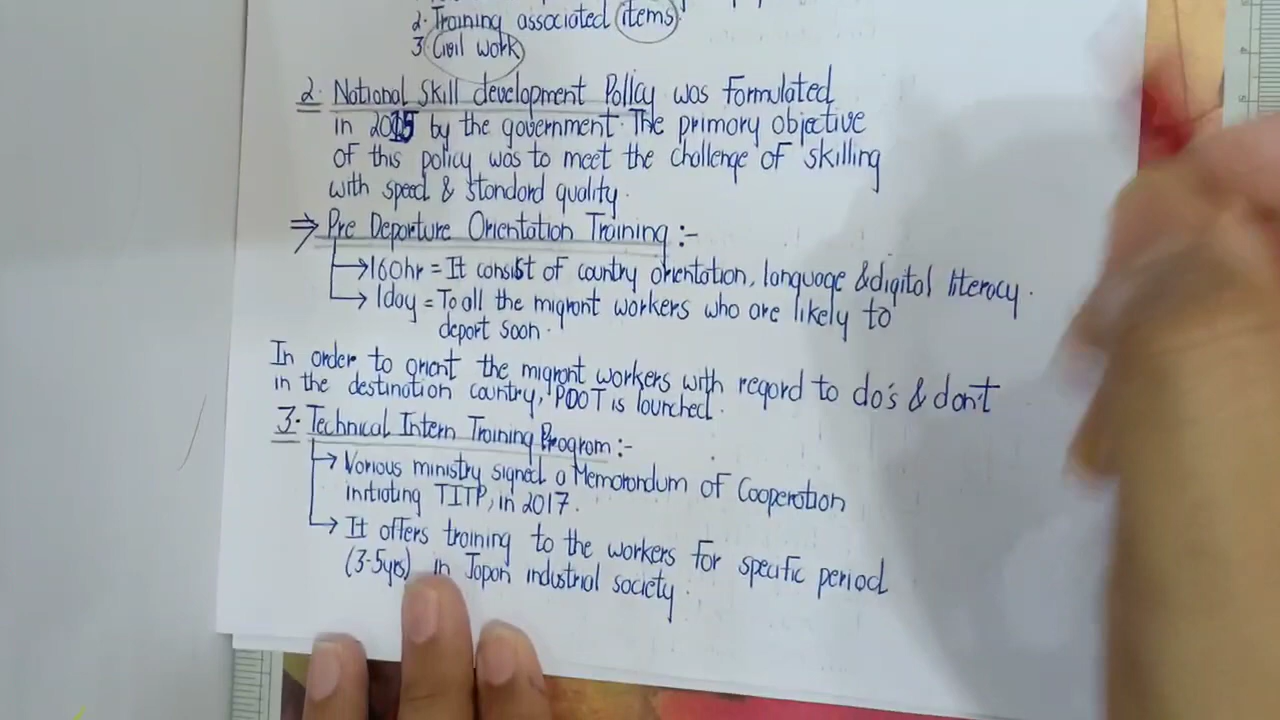 2. Training associated items.
3 Civil work
2. National Skill development Policy was Formulated
in 2015 by the government. The primary objective
of this policy was to meet the challenge of skilling
with speed & standard quality.
⇒ Pre Departure Orientation Training :-
→ 160hr = It consist of country orientation, language & digital literacy.
→ 1day = To all the migrant workers who are likely to
depart soon.
In order to orient the migrant workers with regard to do's & don't
in the destination country, PDOT is launched.
3. Technical Intern Training Program :-
→ Various ministry signed a Memorandum of Cooperation
initiating TITP, in 2017.
→ It offers training to the workers for specific period
(3-5yrs) in Japan industrial society.